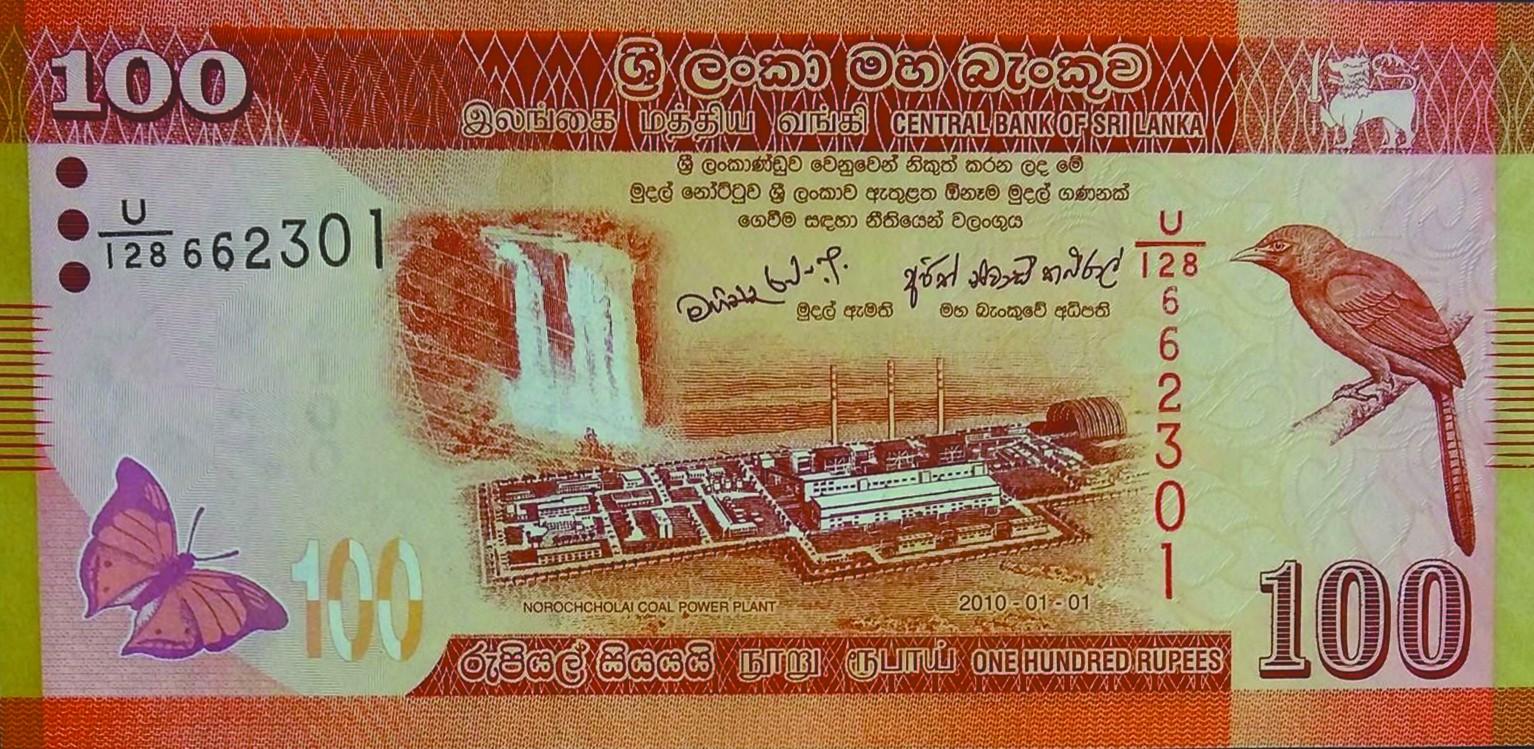 100
ශ්‍රී ලංකා මහ බැංකුව
இலங்கை மத்திய வங்கி CENTRAL BANK OF SRI LANKA
ශ්‍රී ලංකාණ්ඩුව වෙනුවෙන් නිකුත් කරන ලද මේ
මුදල් නෝට්ටුව ශ්‍රී ලංකාව ඇතුළත ඕනෑම මුදල් ගණනක්
ගෙවීම සඳහා නීතියෙන් වලංගුය
U/128 662301
U/128 662301
මුදල් ඇමති
මහ බැංකුවේ අධිපති
NOROCHCHOLAI COAL POWER PLANT
2010-01-01
100
රුපියල් සියයයි நூறு ரூபாய் ONE HUNDRED RUPEES
100